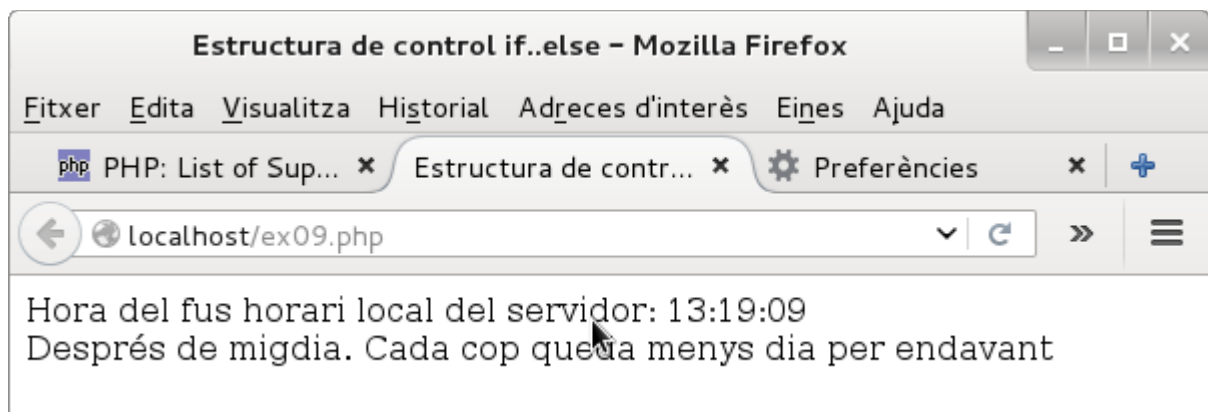 Estructura de control if..else - Mozilla Firefox
Fitxer Edita Visualitza Historial Adreces d'interès Eines Ajuda
php PHP: List of Sup... Estructura de contr... Preferències
localhost/ex09.php
Hora del fus horari local del servidor: 13:19:09
Després de migdia. Cada cop queda menys dia per endavant